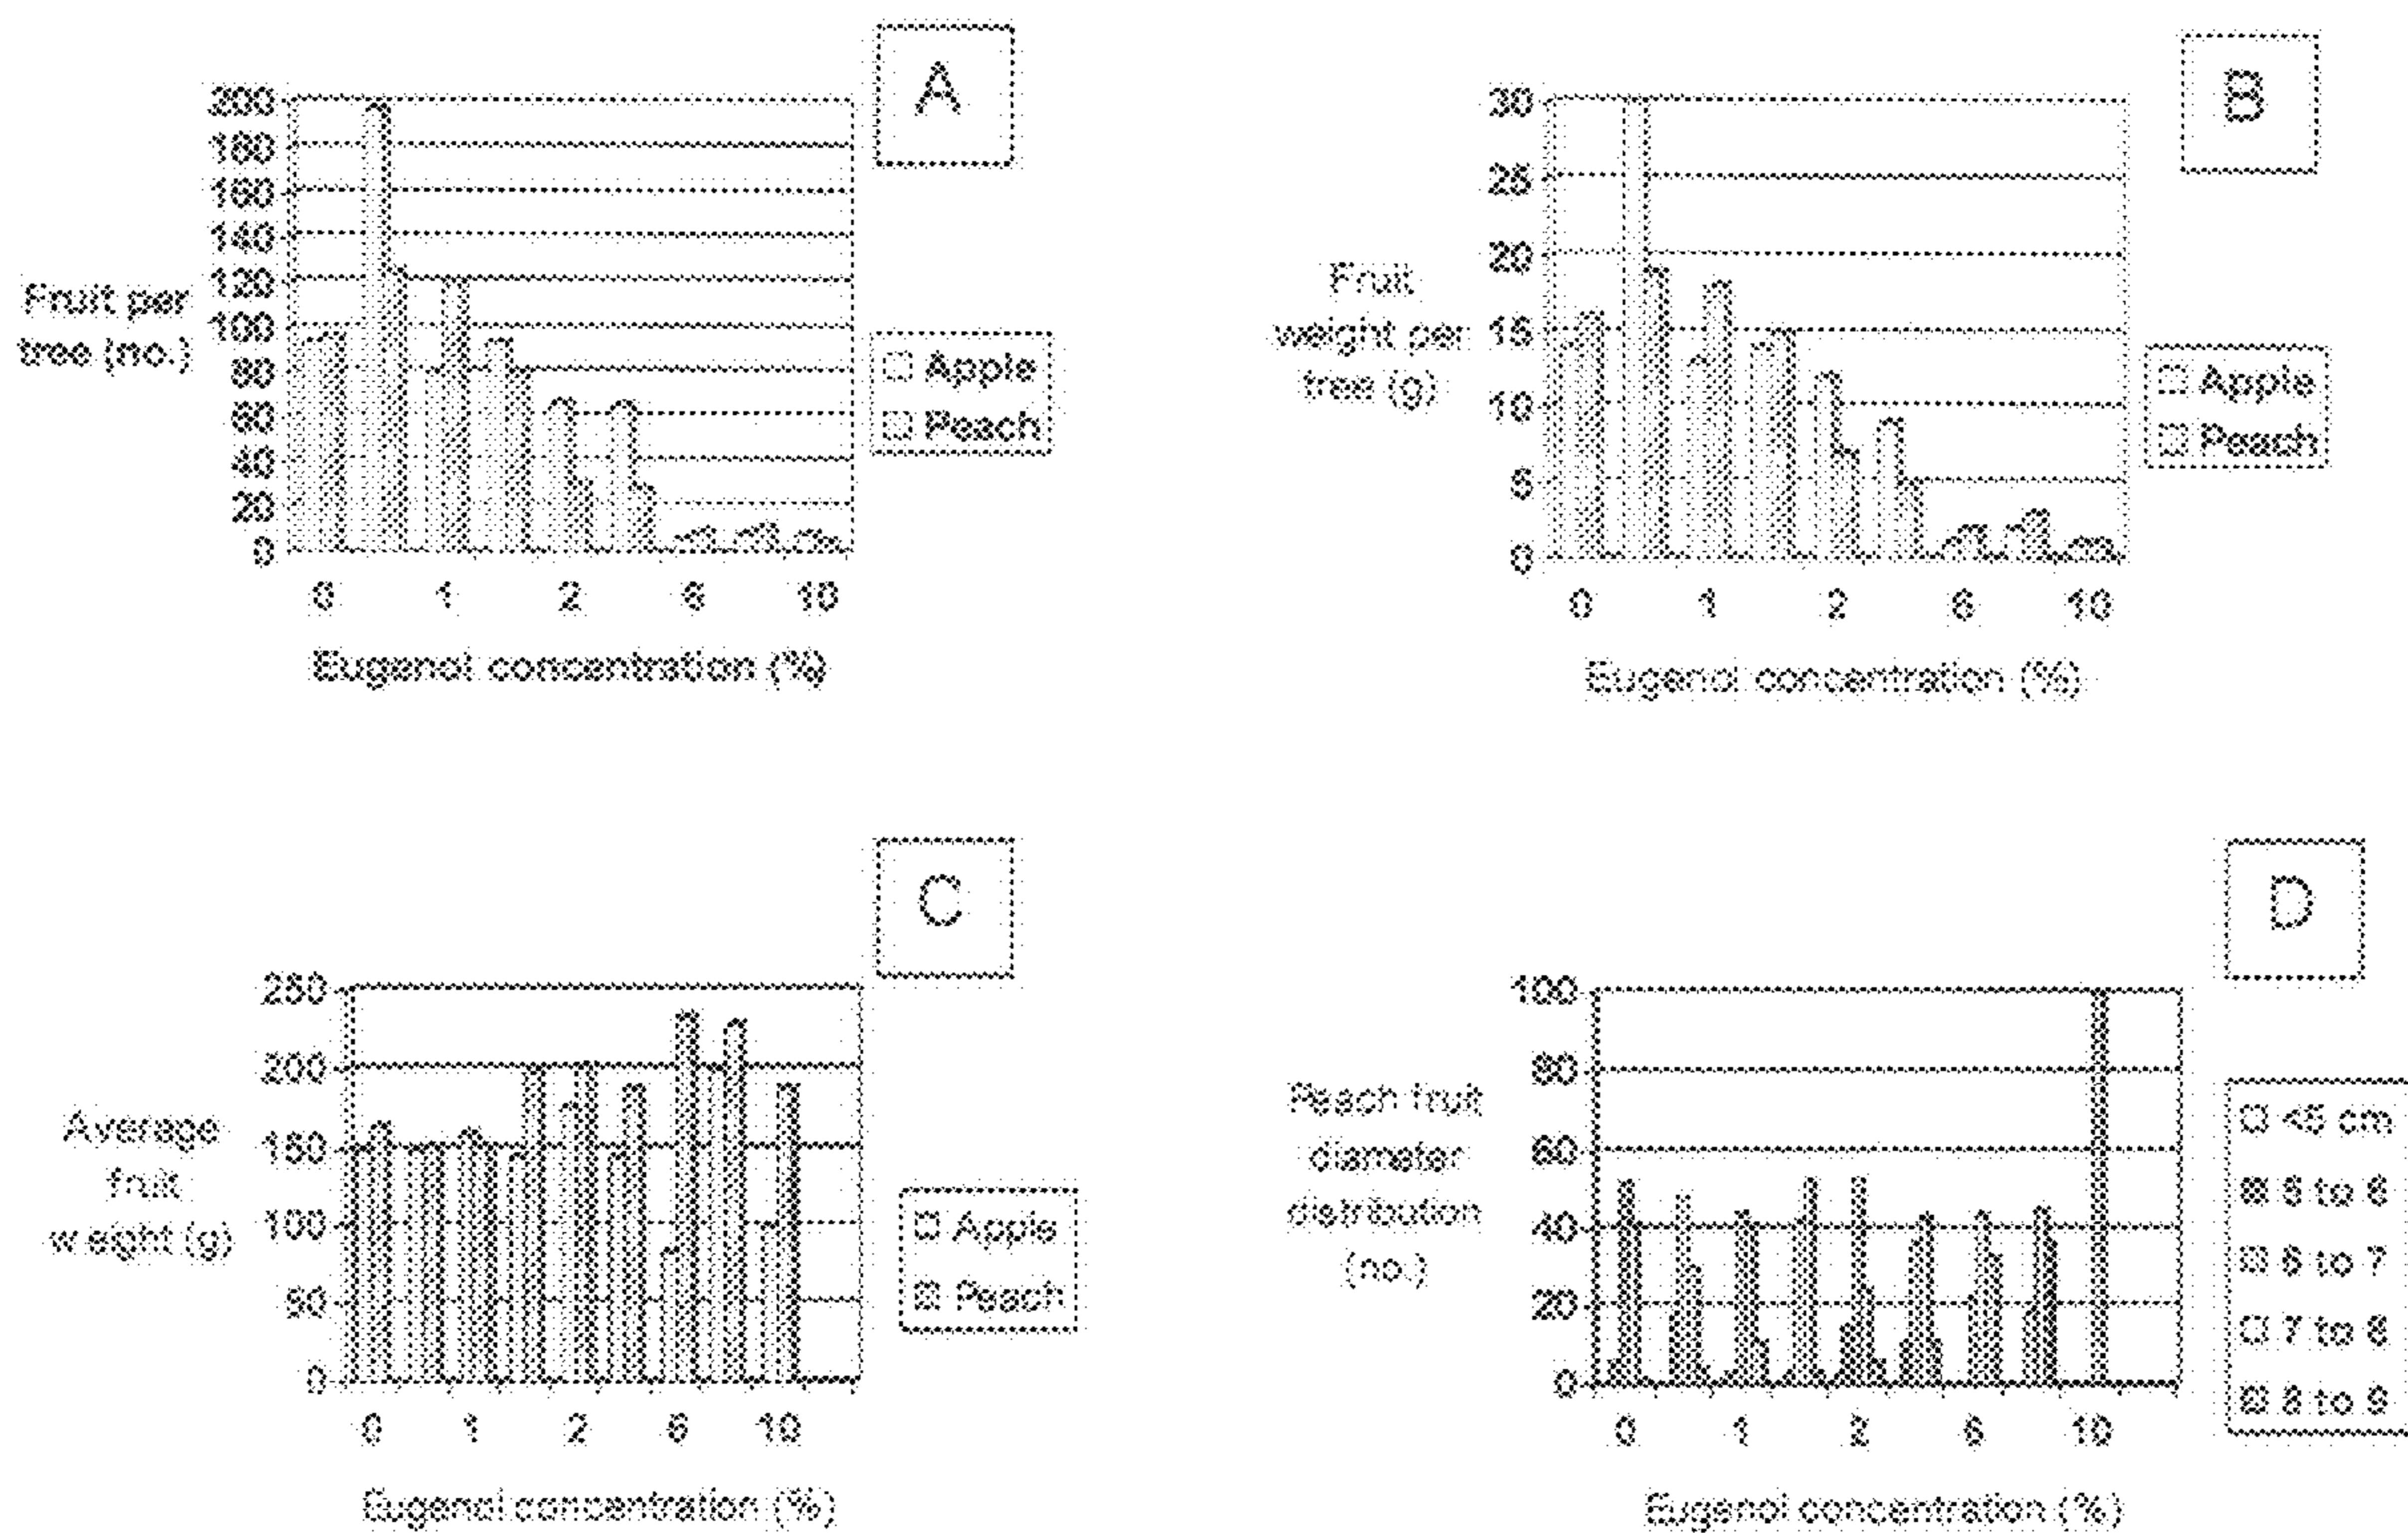 A
200
180
160
140
120
100
80
60
40
20
0
Fruit per
tree (no.)
Apple
Peach
0 1 2 6 10
Eugenol concentration (%)
B
30
25
20
15
10
5
0
Fruit
weight per
tree (g)
Apple
Peach
0 1 2 6 10
Eugenol concentration (%)
C
250
200
150
100
50
0
Average
fruit
weight (g)
Apple
Peach
0 1 2 6 10
Eugenol concentration (%)
D
100
80
60
40
20
0
Peach fruit
diameter
distribution
(no.)
<5 cm
5 to 6
6 to 7
7 to 8
8 to 9
0 1 2 6 10
Eugenol concentration (%)